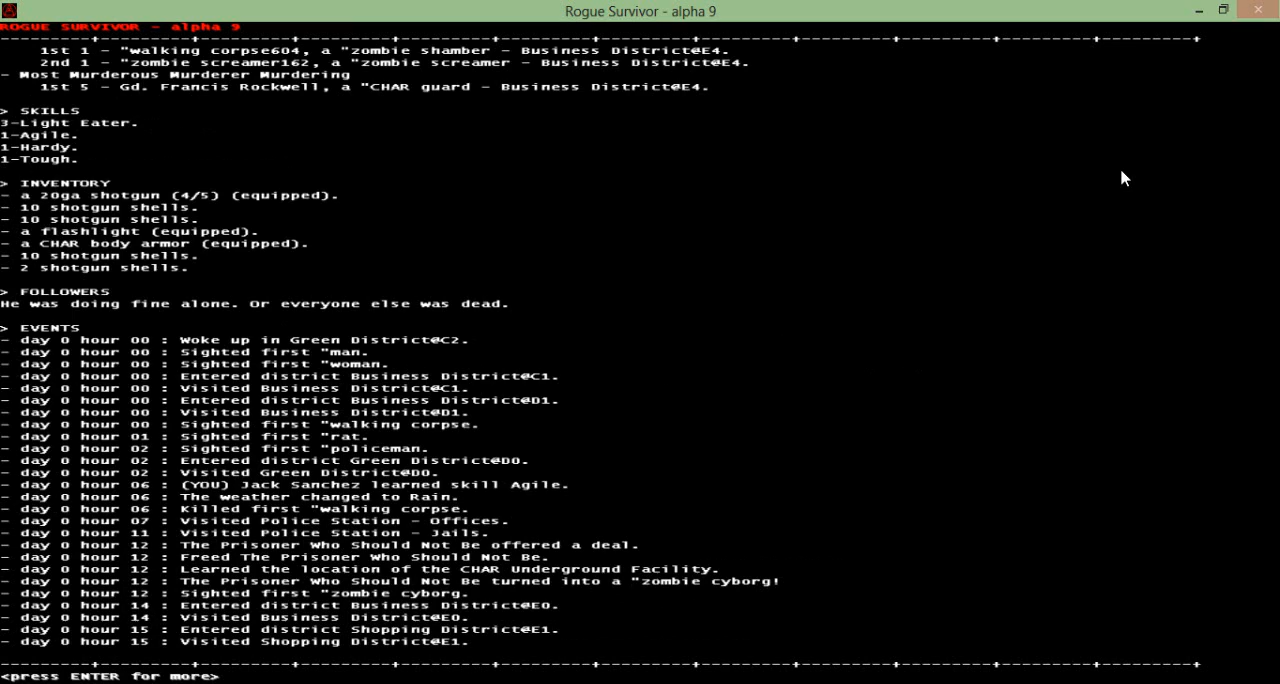 Rogue Survivor - alpha 9
ROGUE SURVIVOR - alpha 9
---------+---------+---------+---------+---------+---------+---------+---------+---------+---------+---------+---------+
1st 1 - "walking corpse604, a "zombie shamber - Business District@E4.
2nd 1 - "zombie screamer162, a "zombie screamer - Business District@E4.
- Most Murderous Murderer Murdering
1st 5 - Gd. Francis Rockwell, a "CHAR guard - Business District@E4.
> SKILLS
3-Light Eater.
1-Agile.
1-Hardy.
1-Tough.
> INVENTORY
- a 20ga shotgun (4/5) (equipped).
- 10 shotgun shells.
- 10 shotgun shells.
- a flashlight (equipped).
- a CHAR body armor (equipped).
- 10 shotgun shells.
- 2 shotgun shells.
> FOLLOWERS
He was doing fine alone. Or everyone else was dead.
> EVENTS
- day 0 hour 00 : Woke up in Green District@C2.
- day 0 hour 00 : Sighted first "man.
- day 0 hour 00 : Sighted first "woman.
- day 0 hour 00 : Entered district Business District@C1.
- day 0 hour 00 : Visited Business District@C1.
- day 0 hour 00 : Entered district Business District@D1.
- day 0 hour 00 : Visited Business District@D1.
- day 0 hour 00 : Sighted first "walking corpse.
- day 0 hour 01 : Sighted first "rat.
- day 0 hour 02 : Sighted first "policeman.
- day 0 hour 02 : Entered district Green District@D0.
- day 0 hour 02 : Visited Green District@D0.
- day 0 hour 06 : (YOU) Jack Sanchez learned skill Agile.
- day 0 hour 06 : The weather changed to Rain.
- day 0 hour 06 : Killed first "walking corpse.
- day 0 hour 07 : Visited Police Station - Offices.
- day 0 hour 11 : Visited Police Station - Jails.
- day 0 hour 12 : The Prisoner Who Should Not Be offered a deal.
- day 0 hour 12 : Freed The Prisoner Who Should Not Be.
- day 0 hour 12 : Learned the location of the CHAR Underground Facility.
- day 0 hour 12 : The Prisoner Who Should Not Be turned into a "zombie cyborg!
- day 0 hour 12 : Sighted first "zombie cyborg.
- day 0 hour 14 : Entered district Business District@E0.
- day 0 hour 14 : Visited Business District@E0.
- day 0 hour 15 : Entered district Shopping District@E1.
- day 0 hour 15 : Visited Shopping District@E1.
---------+---------+---------+---------+---------+---------+---------+---------+---------+---------+---------+---------+
<press ENTER for more>